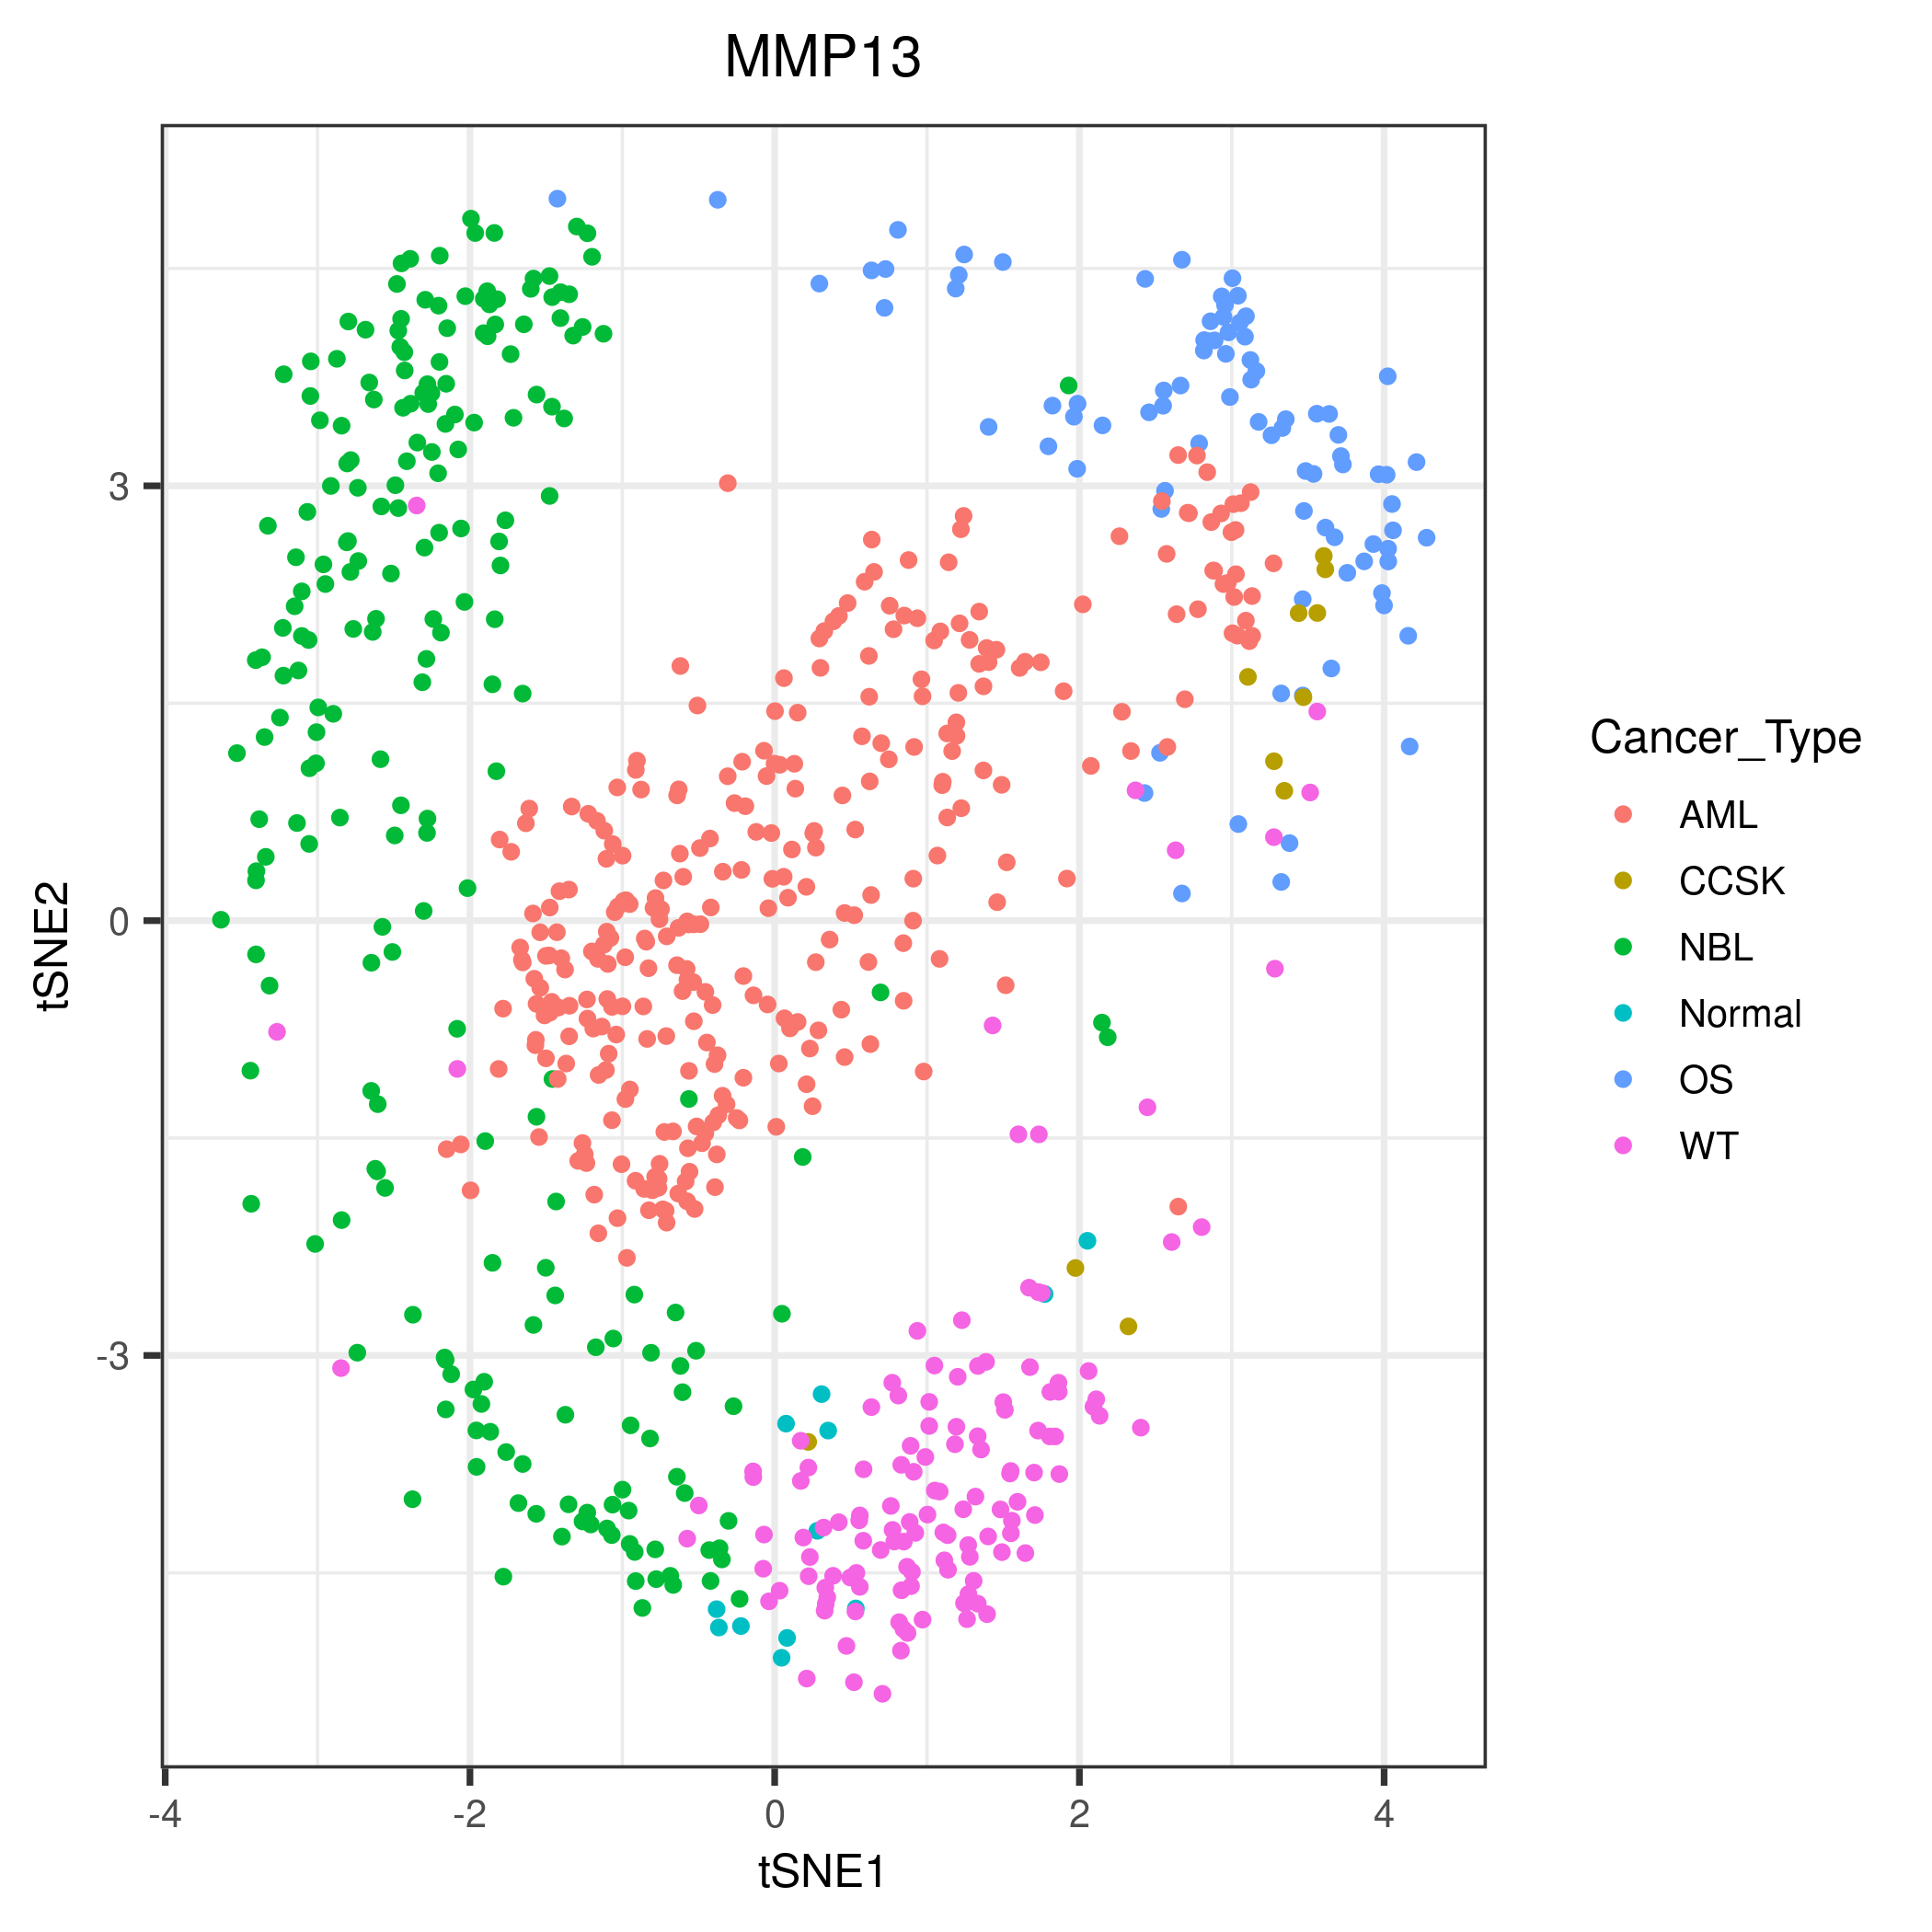 MMP13
tSNE2
3
0
-3
-4
-2
0
2
4
tSNE1
Cancer_Type
AML
CCSK
NBL
Normal
OS
WT